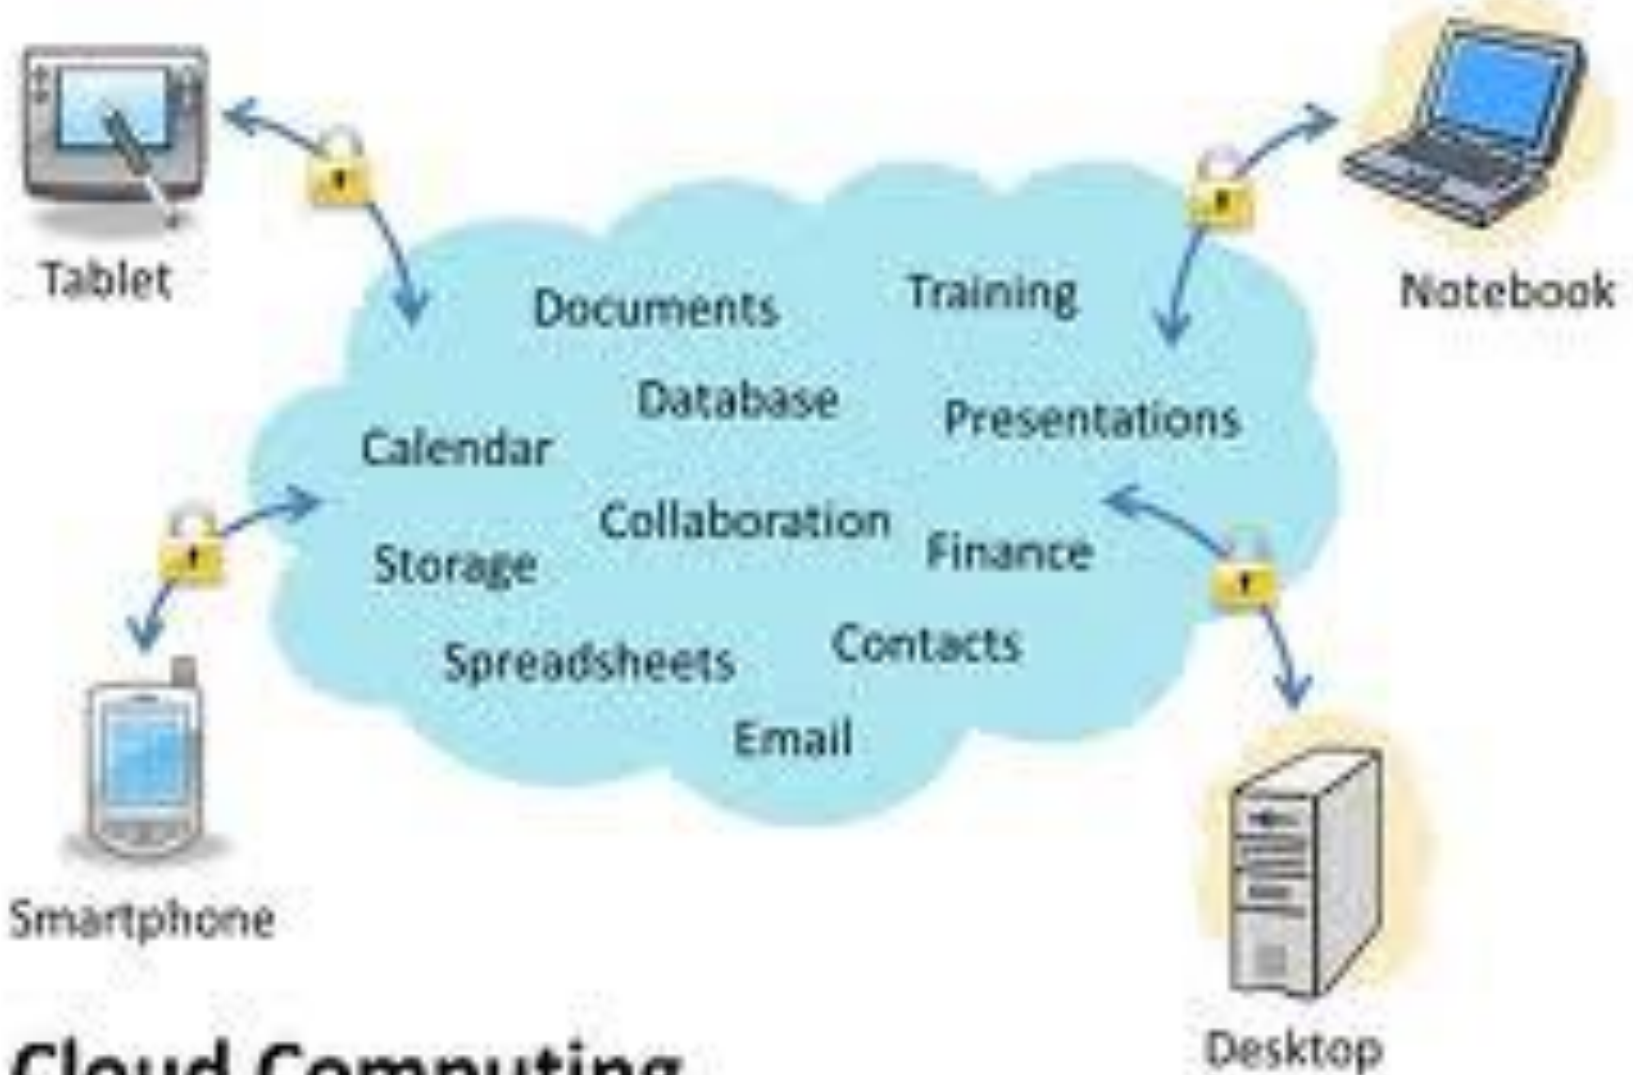 Tablet
Notebook
Documents
Training
Database
Presentations
Calendar
Collaboration
Finance
Storage
Contacts
Spreadsheets
Email
Smartphone
Desktop
Cloud Computing